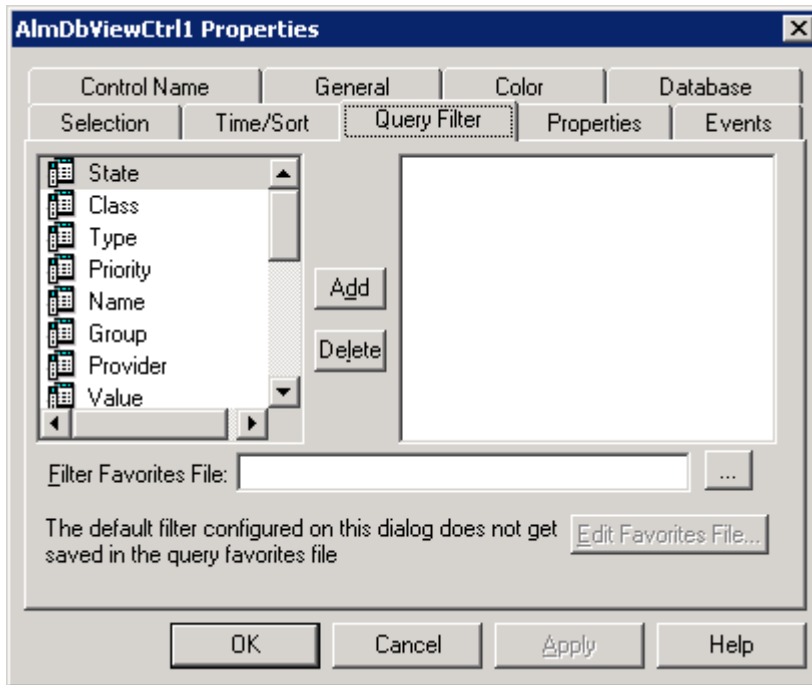 AlmDbViewCtrl1 Properties
Control Name General Color Database
Selection Time/Sort Query Filter Properties Events
State
Class
Type
Priority
Name
Group
Provider
Value
Add
Delete
Filter Favorites File:
...
The default filter configured on this dialog does not get
saved in the query favorites file
Edit Favorites File...
OK Cancel Apply Help